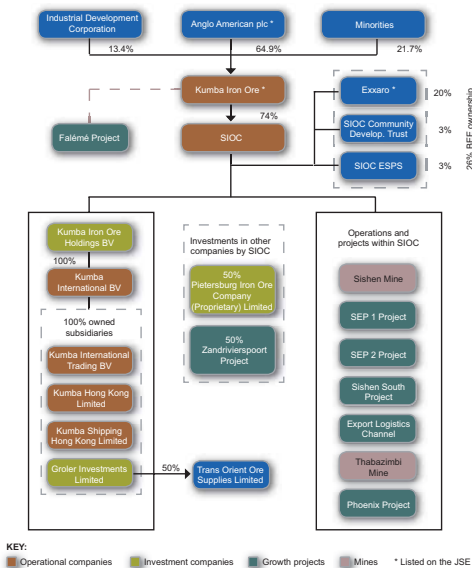 Industrial Development
Corporation
Anglo American plc *
Minorities
13.4%
64.9%
21.7%
Kumba Iron Ore *
74%
Falémé Project
SIOC
Exxaro *
20%
SIOC Community
Develop. Trust
3%
SIOC ESPS
3%
26% BEE ownership
Kumba Iron Ore
Holdings BV
100%
Kumba
International BV
100% owned
subsidiaries
Kumba International
Trading BV
Kumba Hong Kong
Limited
Kumba Shipping
Hong Kong Limited
Groler Investments
Limited
50%
Trans Orient Ore
Supplies Limited
Investments in other
companies by SIOC
50%
Pietersburg Iron Ore
Company
(Proprietary) Limited
50%
Zandrivierspoort
Project
Operations and
projects within SIOC
Sishen Mine
SEP 1 Project
SEP 2 Project
Sishen South
Project
Export Logistics
Channel
Thabazimbi
Mine
Phoenix Project
KEY:
Operational companies
Investment companies
Growth projects
Mines
* Listed on the JSE